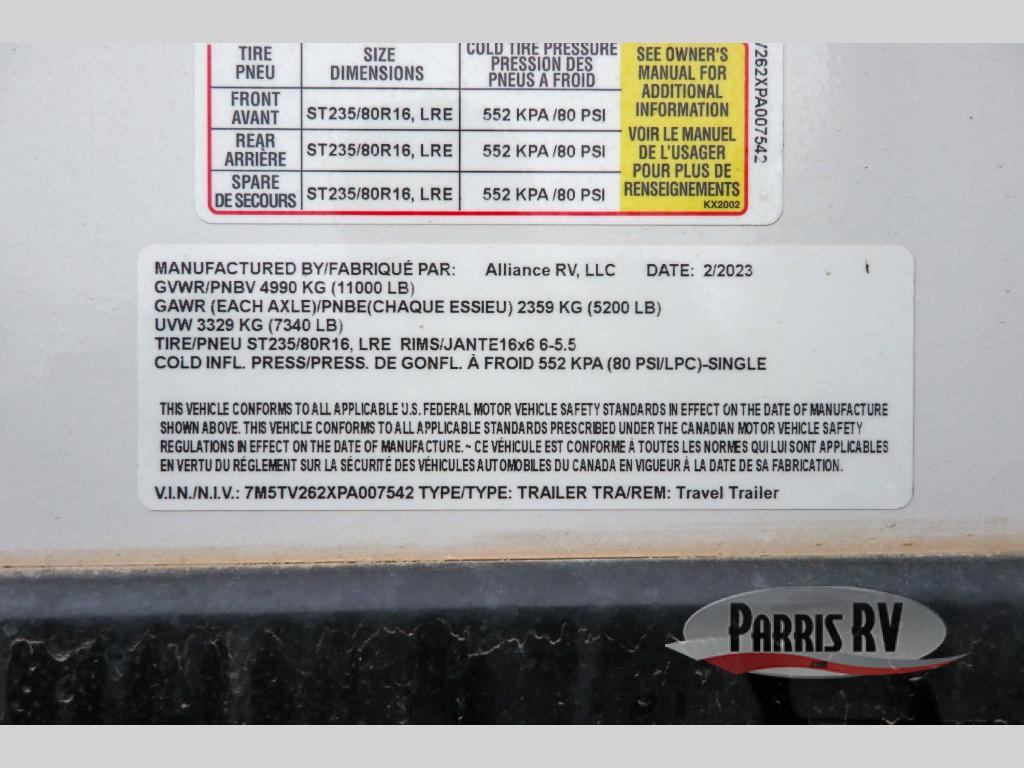 TIRE SIZE COLD TIRE PRESSURE
PNEU DIMENSIONS PRESSION DES
PNEUS A FROID
FRONT
AVANT ST235/80R16, LRE 552 KPA /80 PSI
REAR
ARRIÈRE ST235/80R16, LRE 552 KPA /80 PSI
SPARE
DE SECOURS ST235/80R16, LRE 552 KPA /80 PSI
SEE OWNER'S
MANUAL FOR
ADDITIONAL
INFORMATION
VOIR LE MANUEL
DE L'USAGER
POUR PLUS DE
RENSEIGNEMENTS
KX2002
262XPA007542
MANUFACTURED BY/FABRIQUÉ PAR: Alliance RV, LLC DATE: 2/2023
GVWR/PNBV 4990 KG (11000 LB)
GAWR (EACH AXLE)/PNBE(CHAQUE ESSIEU) 2359 KG (5200 LB)
UVW 3329 KG (7340 LB)
TIRE/PNEU ST235/80R16, LRE RIMS/JANTE16x6 6-5.5
COLD INFL. PRESS/PRESS. DE GONFL. À FROID 552 KPA (80 PSI/LPC)-SINGLE
THIS VEHICLE CONFORMS TO ALL APPLICABLE U.S. FEDERAL MOTOR VEHICLE SAFETY STANDARDS IN EFFECT ON THE DATE OF MANUFACTURE
SHOWN ABOVE. THIS VEHICLE CONFORMS TO ALL APPLICABLE STANDARDS PRESCRIBED UNDER THE CANADIAN MOTOR VEHICLE SAFETY
REGULATIONS IN EFFECT ON THE DATE OF MANUFACTURE. ~ CE VÉHICULE EST CONFORME À TOUTES LES NORMES QUI LUI SONT APPLICABLES
EN VERTU DU RÉGLEMENT SUR LA SÉCURITÉ DES VÉHICULES AUTOMOBILES DU CANADA EN VIGUEUR À LA DATE DE SA FABRICATION.
V.I.N./N.I.V.: 7M5TV262XPA007542 TYPE/TYPE: TRAILER TRA/REM: Travel Trailer
PARRIS RV
.com